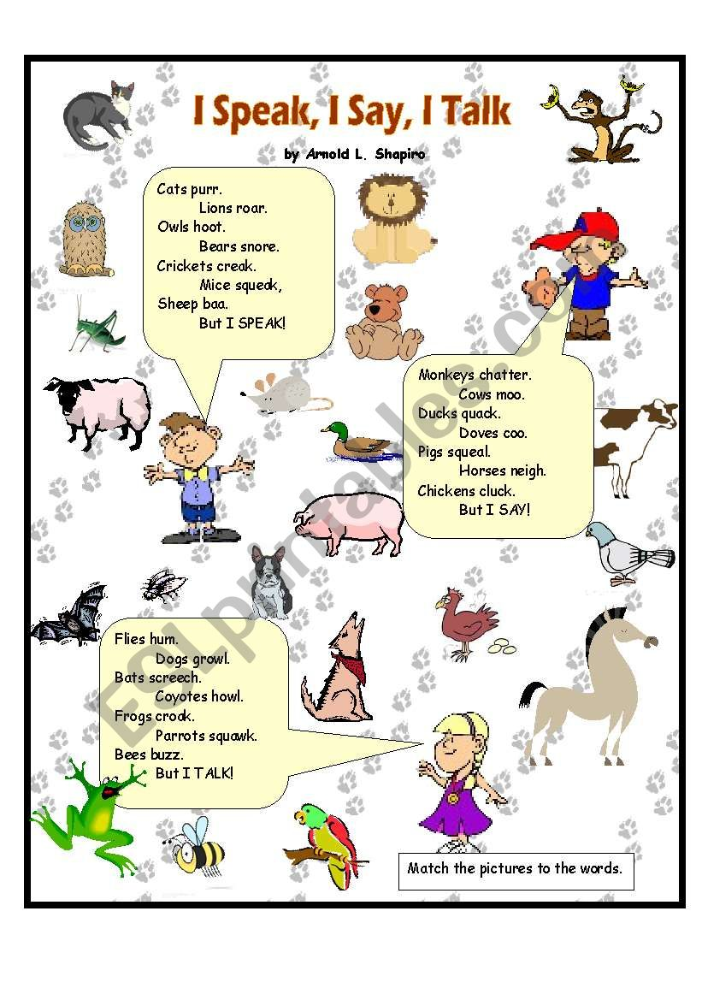 I Speak, I Say, I Talk
by Arnold L. Shapiro
Cats purr.
Lions roar.
Owls hoot.
Bears snore.
Crickets creak.
Mice squeak,
Sheep baa.
But I SPEAK!
Monkeys chatter.
Cows moo.
Ducks quack.
Doves coo.
Pigs squeal.
Horses neigh.
Chickens cluck.
But I SAY!
Flies hum.
Dogs growl.
Bats screech.
Coyotes howl.
Frogs croak.
Parrots squawk.
Bees buzz.
But I TALK!
Match the pictures to the words.
ESLprintables.com